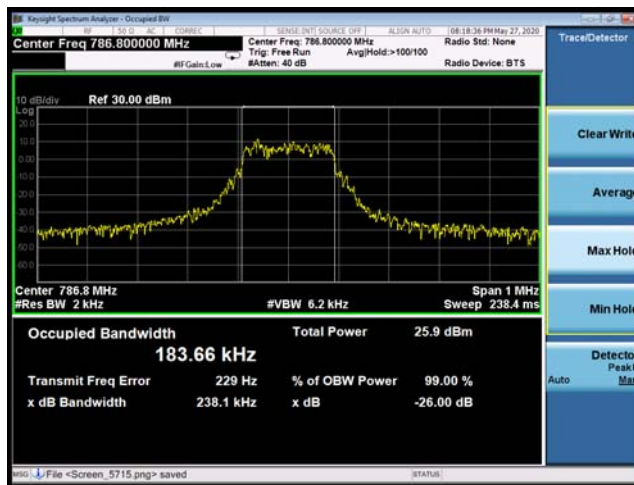 Keysight Spectrum Analyzer - Occupied BW
RF 50 Ω AC CORREC SENSE:INT SOURCE OFF ALIGN AUTO 08:18:36 PM May 27, 2020
Center Freq 786.800000 MHz
Center Freq: 786.800000 MHz
Radio Std: None
Trig: Free Run Avg|Hold:>100/100
#IFGain:Low #Atten: 40 dB
Radio Device: BTS
Trace/Detector
10 dB/div Ref 30.00 dBm
Log
20.0
10.0
0.00
-10.0
-20.0
-30.0
-40.0
-50.0
-60.0
Center 786.8 MHz Span 1 MHz
#Res BW 2 kHz #VBW 6.2 kHz Sweep 238.4 ms
Occupied Bandwidth Total Power 25.9 dBm
183.66 kHz
Transmit Freq Error 229 Hz % of OBW Power 99.00 %
x dB Bandwidth 238.1 kHz x dB -26.00 dB
Clear Write
Average
Max Hold
Min Hold
Detector
Peak
Auto Man
MSG File <Screen_5715.png> saved STATUS